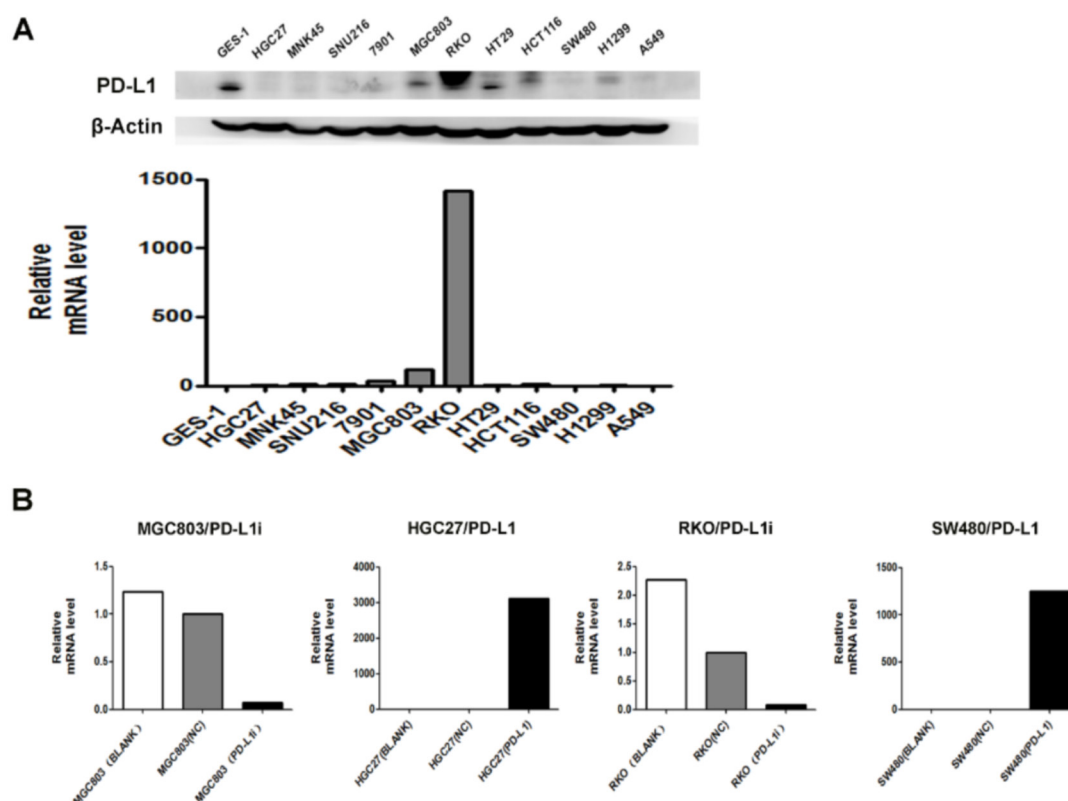 A
GES-1 HGC27 MNK45 SNU216 7901 MGC803 RKO HT29 HCT116 SW480 H1299 A549
PD-L1
β-Actin
Relative
mRNA level
1500
1000
500
0
GES-1 HGC27 MNK45 SNU216 7901 MGC803 RKO HT29 HCT116 SW480 H1299 A549
B
MGC803/PD-L1i
Relative
mRNA level
1.5
1.0
0.5
0.0
MGC803 (BLANK)
MGC803(NC)
MGC803 (PD-L1i)
HGC27/PD-L1
Relative
mRNA level
4000
3000
2000
1000
0
HGC27(BLANK)
HGC27(NC)
HGC27(PD-L1)
RKO/PD-L1i
Relative
mRNA level
2.5
2.0
1.5
1.0
0.5
0.0
RKO (BLANK)
RKO(NC)
RKO (PD-L1i)
SW480/PD-L1
Relative
mRNA level
1500
1000
500
0
SW480(BLANK)
SW480(NC)
SW480(PD-L1)